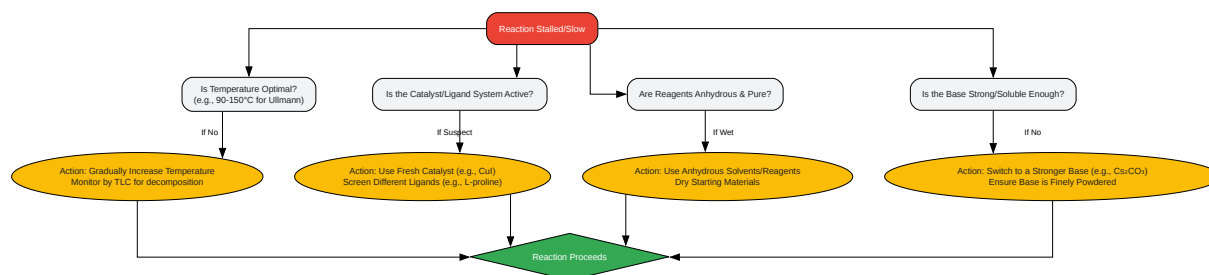 Reaction Stalled/Slow
Is Temperature Optimal?
(e.g., 90-150°C for Ullmann)
Is the Catalyst/Ligand System Active?
Are Reagents Anhydrous & Pure?
Is the Base Strong/Soluble Enough?
If No
If Suspect
If Wet
If No
Action: Gradually Increase Temperature
Monitor by TLC for decomposition
Action: Use Fresh Catalyst (e.g., CuI)
Screen Different Ligands (e.g., L-proline)
Action: Use Anhydrous Solvents/Reagents
Dry Starting Materials
Action: Switch to a Stronger Base (e.g., Cs₂CO₃)
Ensure Base is Finely Powdered
Reaction Proceeds